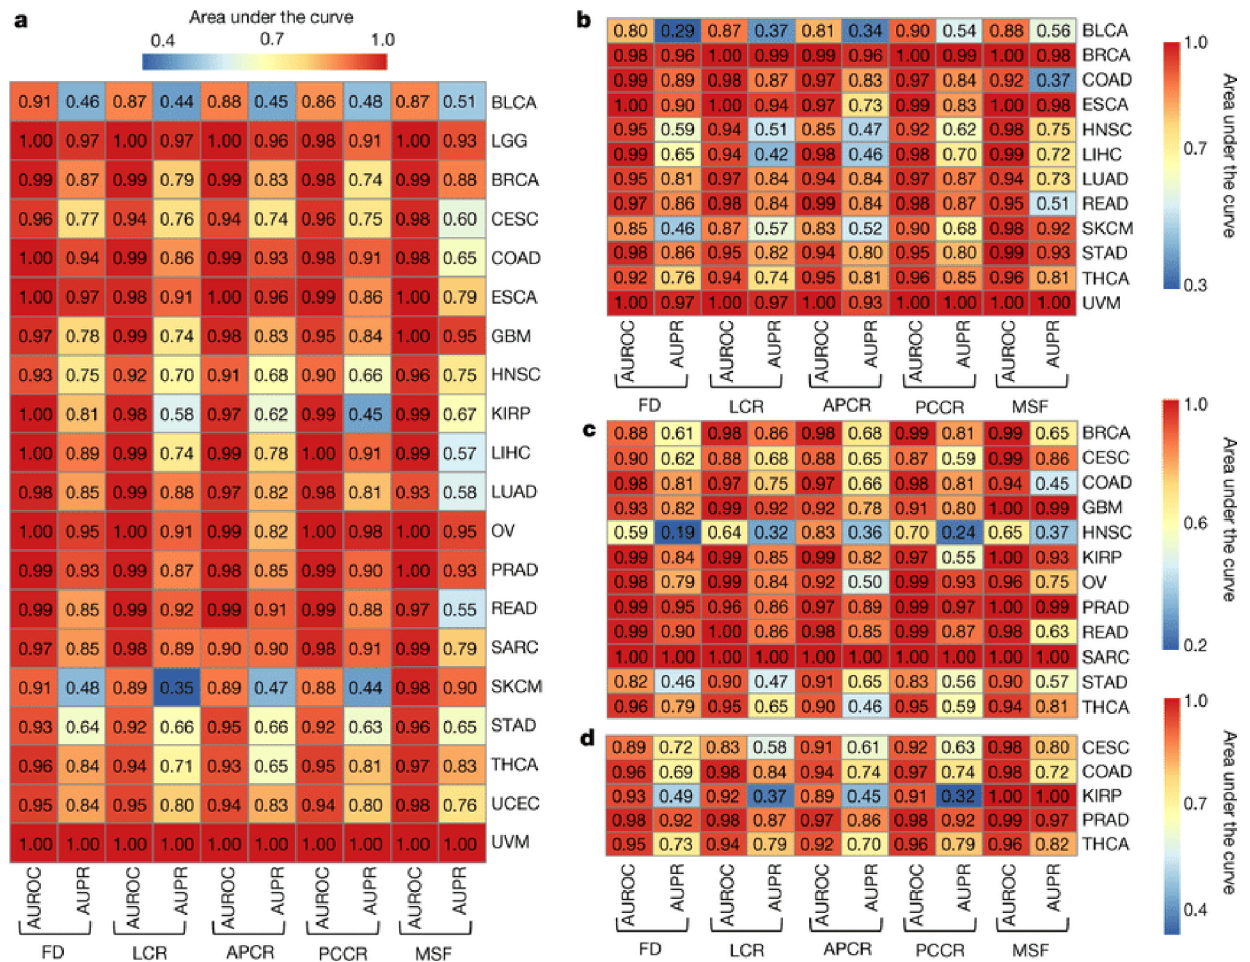 a
Area under the curve
0.4 0.7 1.0
0.91 0.46 0.87 0.44 0.88 0.45 0.86 0.48 0.87 0.51 BLCA
1.00 0.97 1.00 0.97 1.00 0.96 0.98 0.91 1.00 0.93 LGG
0.99 0.87 0.99 0.79 0.99 0.83 0.98 0.74 0.99 0.88 BRCA
0.96 0.77 0.94 0.76 0.94 0.74 0.96 0.75 0.98 0.60 CESC
1.00 0.94 0.99 0.86 0.99 0.93 0.98 0.91 0.98 0.65 COAD
1.00 0.97 0.98 0.91 1.00 0.96 0.99 0.86 1.00 0.79 ESCA
0.97 0.78 0.99 0.74 0.98 0.83 0.95 0.84 1.00 0.95 GBM
0.93 0.75 0.92 0.70 0.91 0.68 0.90 0.66 0.96 0.75 HNSC
1.00 0.81 0.98 0.58 0.97 0.62 0.99 0.45 0.99 0.67 KIRP
1.00 0.89 0.99 0.74 0.99 0.78 1.00 0.91 0.99 0.57 LIHC
0.98 0.85 0.99 0.88 0.97 0.82 0.98 0.81 0.93 0.58 LUAD
1.00 0.95 1.00 0.91 0.99 0.82 1.00 0.98 1.00 0.95 OV
0.99 0.93 0.99 0.87 0.98 0.85 0.99 0.90 1.00 0.93 PRAD
0.99 0.85 0.99 0.92 0.99 0.91 0.99 0.88 0.97 0.55 READ
0.97 0.85 0.98 0.89 0.90 0.90 0.98 0.91 0.99 0.79 SARC
0.91 0.48 0.89 0.35 0.89 0.47 0.88 0.44 0.98 0.90 SKCM
0.93 0.64 0.92 0.66 0.95 0.66 0.92 0.63 0.96 0.65 STAD
0.96 0.84 0.94 0.71 0.93 0.65 0.95 0.81 0.97 0.83 THCA
0.95 0.84 0.95 0.80 0.94 0.83 0.94 0.80 0.98 0.76 UCEC
1.00 1.00 1.00 1.00 1.00 1.00 1.00 1.00 1.00 1.00 UVM
AUROC AUPR AUROC AUPR AUROC AUPR AUROC AUPR AUROC AUPR
FD LCR APCR PCCR MSF
b
0.80 0.29 0.87 0.37 0.81 0.34 0.90 0.54 0.88 0.56 BLCA
0.98 0.96 1.00 0.99 0.99 0.96 1.00 0.99 1.00 0.98 BRCA
0.99 0.89 0.98 0.87 0.97 0.83 0.97 0.84 0.92 0.37 COAD
1.00 0.90 1.00 0.94 0.97 0.73 0.99 0.83 1.00 0.98 ESCA
0.95 0.59 0.94 0.51 0.85 0.47 0.92 0.62 0.98 0.75 HNSC
0.99 0.65 0.94 0.42 0.98 0.46 0.98 0.70 0.99 0.72 LIHC
0.95 0.81 0.97 0.84 0.94 0.84 0.97 0.87 0.94 0.73 LUAD
0.97 0.86 0.98 0.84 0.99 0.84 0.98 0.87 0.95 0.51 READ
0.85 0.46 0.87 0.57 0.83 0.52 0.90 0.68 0.98 0.92 SKCM
0.98 0.86 0.95 0.82 0.94 0.80 0.95 0.80 0.99 0.93 STAD
0.92 0.76 0.94 0.74 0.95 0.81 0.96 0.85 0.96 0.81 THCA
1.00 0.97 1.00 0.97 1.00 0.93 1.00 1.00 1.00 1.00 UVM
AUROC AUPR AUROC AUPR AUROC AUPR AUROC AUPR AUROC AUPR
FD LCR APCR PCCR MSF
1.0
0.7
0.3
Area under the curve
c
0.88 0.61 0.98 0.86 0.98 0.68 0.99 0.81 0.99 0.65 BRCA
0.90 0.62 0.88 0.68 0.88 0.65 0.87 0.59 0.99 0.86 CESC
0.98 0.81 0.97 0.75 0.97 0.66 0.98 0.81 0.94 0.45 COAD
0.93 0.82 0.99 0.92 0.92 0.78 0.91 0.80 1.00 0.99 GBM
0.59 0.19 0.64 0.32 0.83 0.36 0.70 0.24 0.65 0.37 HNSC
0.99 0.84 0.99 0.85 0.99 0.82 0.97 0.55 1.00 0.93 KIRP
0.98 0.79 0.99 0.84 0.92 0.50 0.99 0.93 0.96 0.75 OV
0.99 0.95 0.96 0.86 0.97 0.89 0.99 0.97 1.00 0.99 PRAD
0.99 0.90 1.00 0.86 0.98 0.85 0.99 0.87 0.98 0.63 READ
1.00 1.00 1.00 1.00 1.00 1.00 1.00 1.00 1.00 1.00 SARC
0.82 0.46 0.90 0.47 0.91 0.65 0.83 0.56 0.90 0.57 STAD
0.96 0.79 0.95 0.65 0.90 0.46 0.95 0.59 0.94 0.81 THCA
1.0
0.6
0.2
Area under the curve
d
0.89 0.72 0.83 0.58 0.91 0.61 0.92 0.63 0.98 0.80 CESC
0.96 0.69 0.98 0.84 0.94 0.74 0.97 0.74 0.98 0.72 COAD
0.93 0.49 0.92 0.37 0.89 0.45 0.91 0.32 1.00 1.00 KIRP
0.98 0.92 0.98 0.87 0.97 0.86 0.98 0.92 0.99 0.97 PRAD
0.95 0.73 0.94 0.79 0.92 0.70 0.96 0.79 0.96 0.82 THCA
AUROC AUPR AUROC AUPR AUROC AUPR AUROC AUPR AUROC AUPR
FD LCR APCR PCCR MSF
1.0
0.7
0.4
Area under the curve